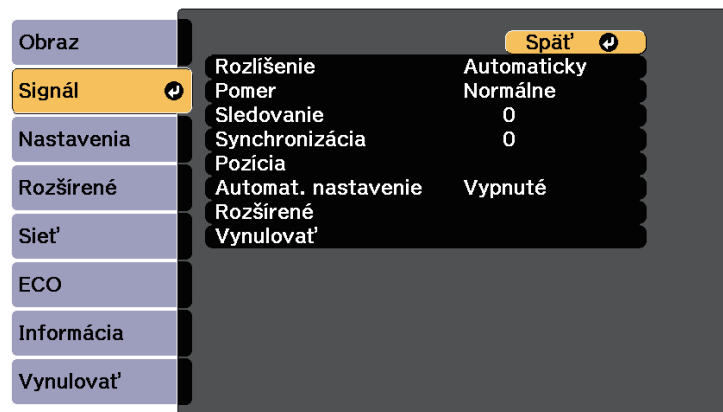 Obraz
Signál
Nastavenia
Rozšírené
Sieť
ECO
Informácia
Vynulovať
Späť
Rozlíšenie Automaticky
Pomer Normálne
Sledovanie 0
Synchronizácia 0
Pozícia
Automat. nastavenie Vypnuté
Rozšírené
Vynulovať